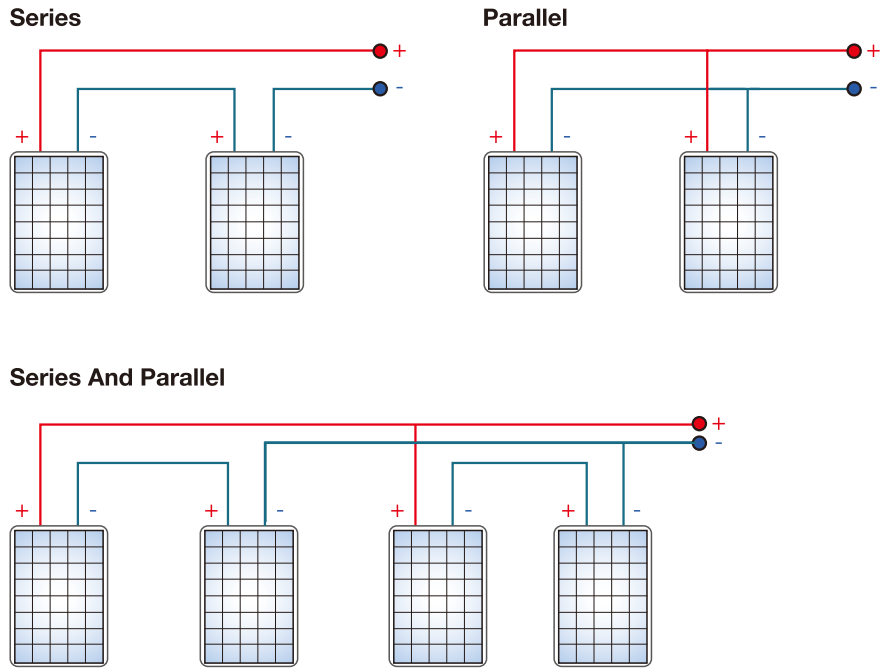 Series
+
-
+ - + -
Parallel
+
-
+ - + -
Series And Parallel
+
-
+ - + - + - + -